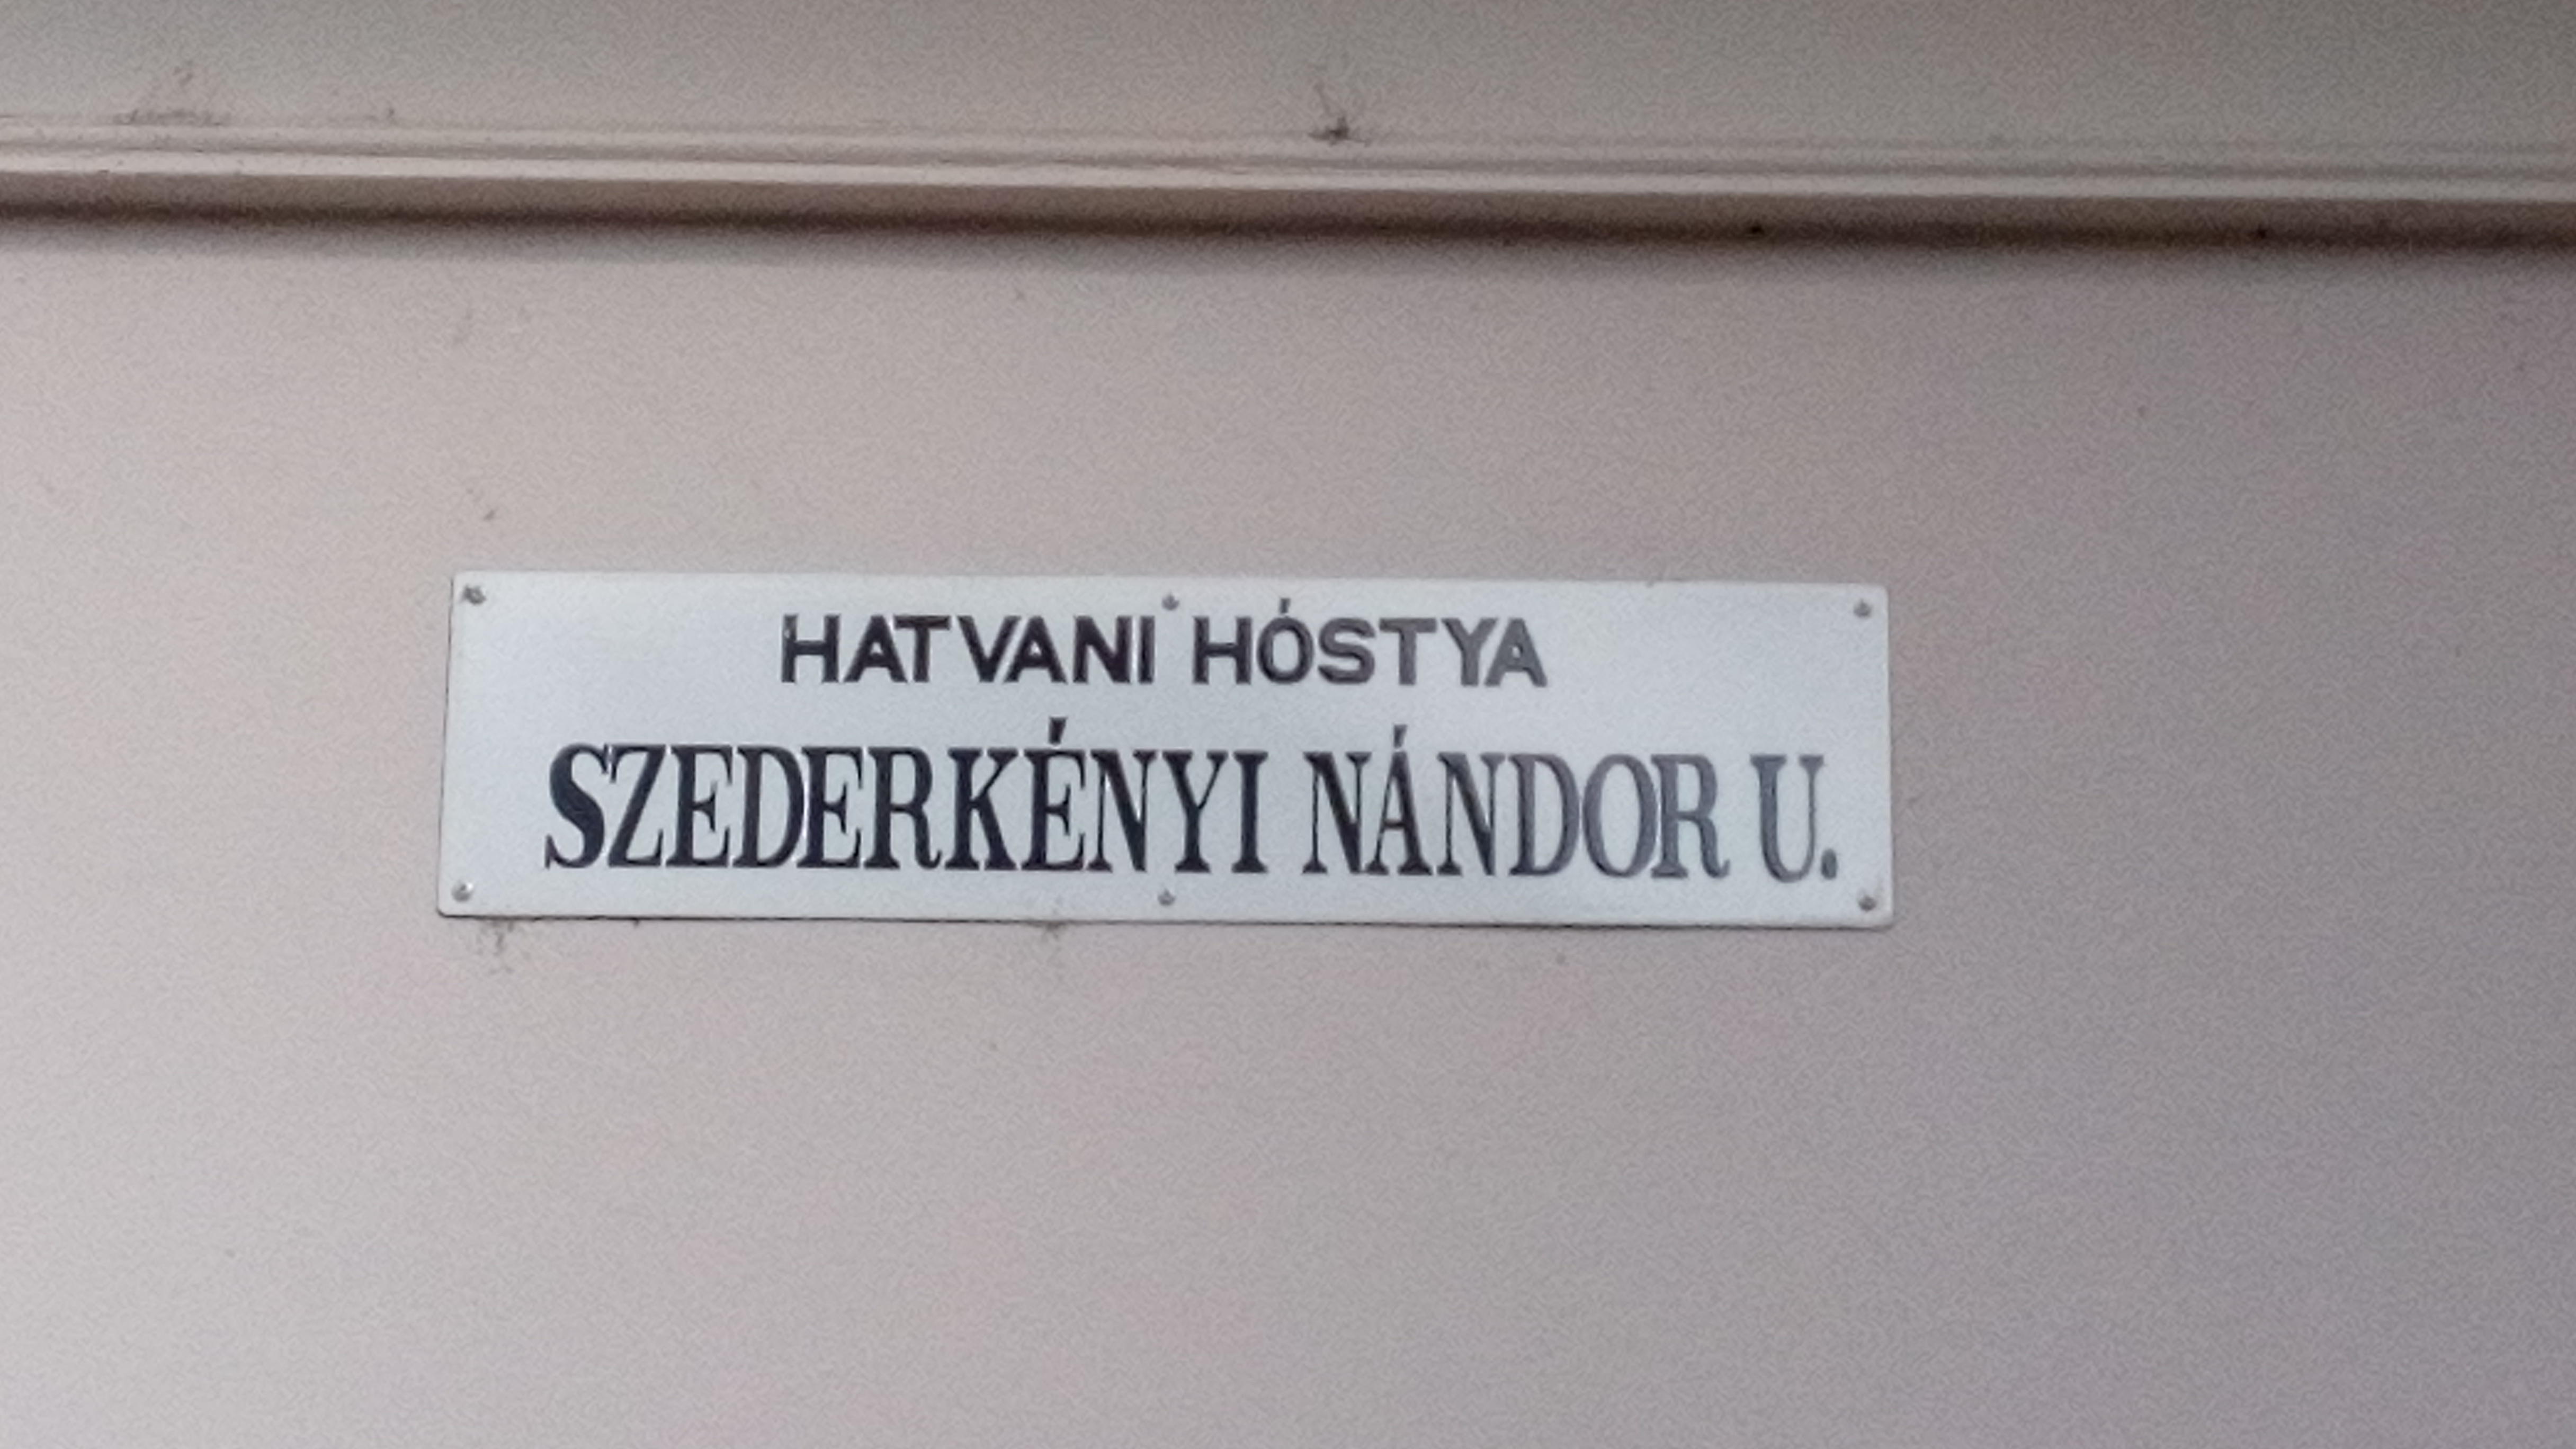 HATVANI HÓSTYA
SZEDERKÉNYI NÁNDOR U.